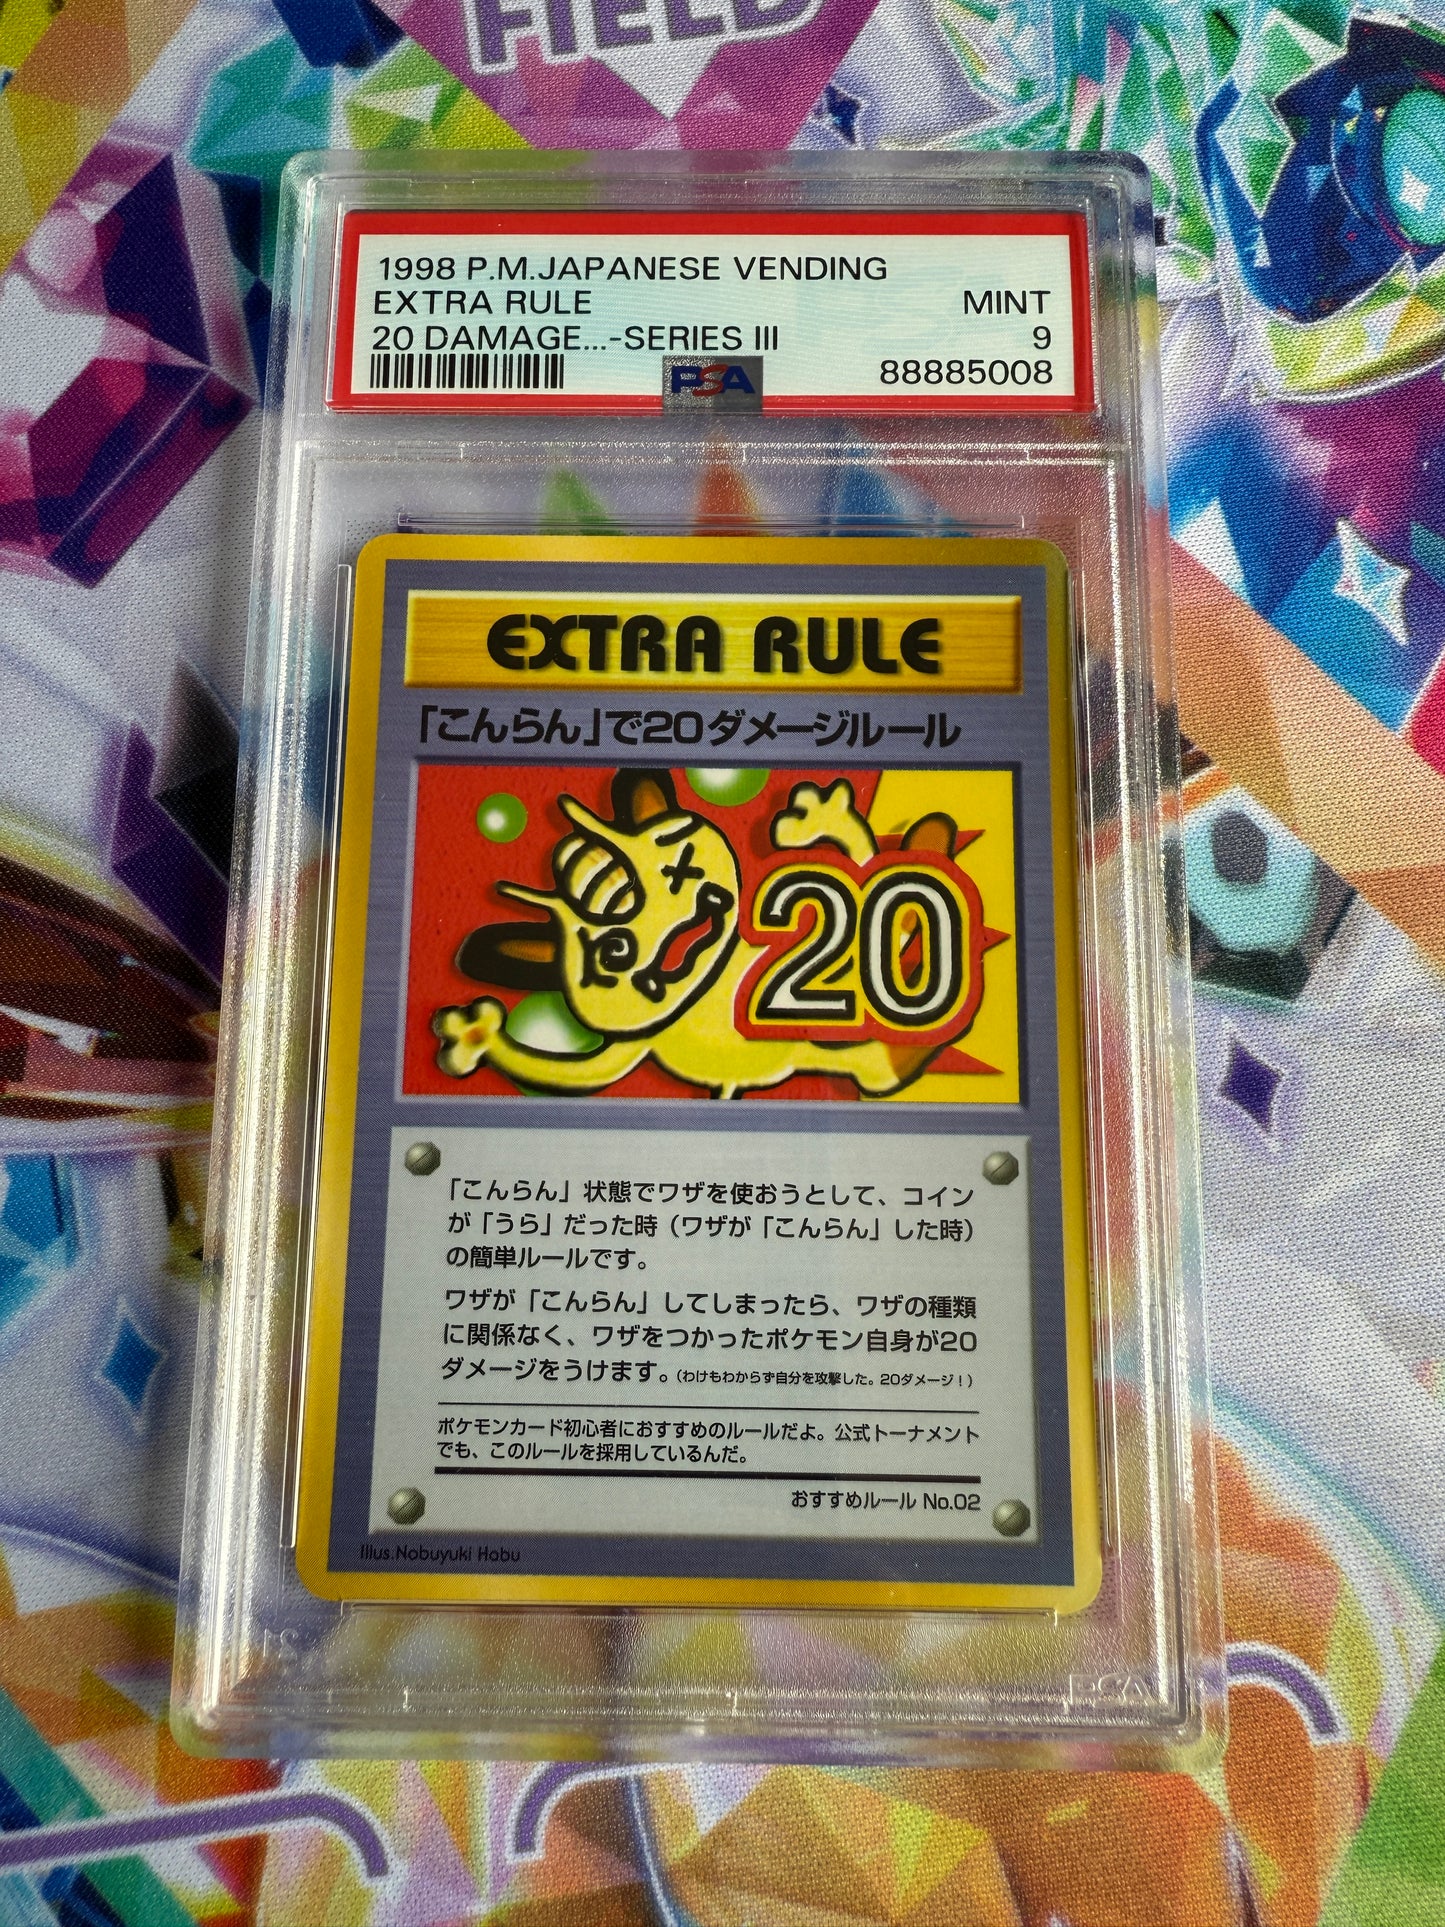 FIELD
1998 P.M.JAPANESE VENDING
EXTRA RULE MINT
20 DAMAGE...-SERIES III 9
PSA 88885008
EXTRA RULE
「こんらん」で20ダメージルール
20
「こんらん」状態でワザを使おうとして、コイン
が「うら」だった時（ワザが「こんらん」した時）
の簡単ルールです。
ワザが「こんらん」してしまったら、ワザの種類
に関係なく、ワザをつかったポケモン自身が20
ダメージをうけます。（わけもわからず自分を攻撃した。20ダメージ！）
ポケモンカード初心者におすすめのルールだよ。公式トーナメント
でも、このルールを採用しているんだ。
おすすめルール No.02
Illus.Nobuyuki Habu
PSA